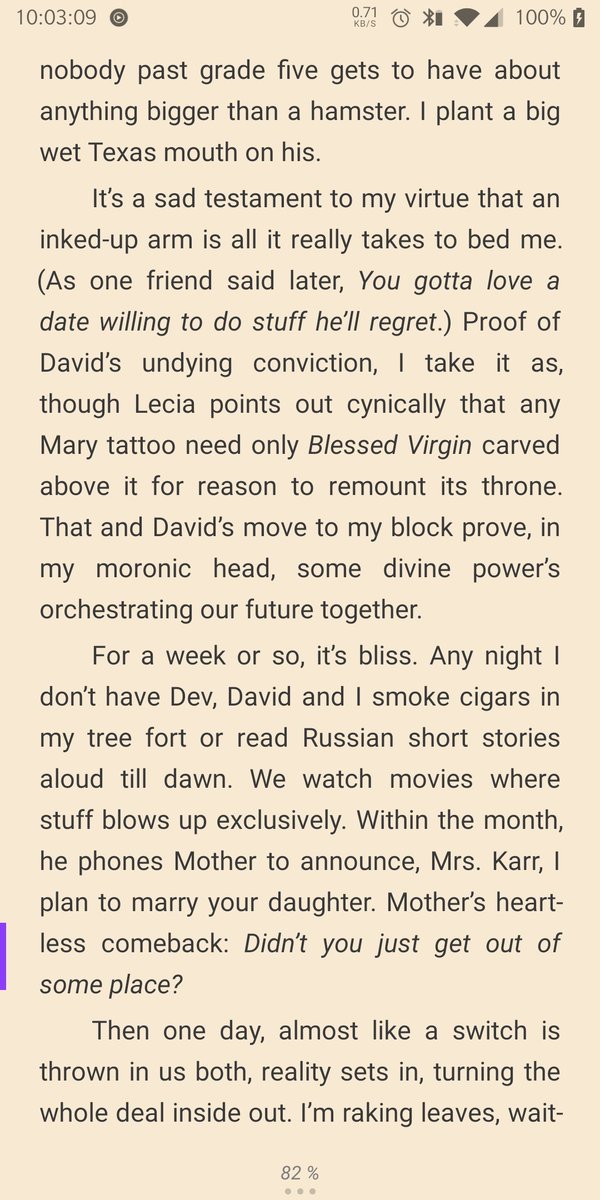 10:03:09 0.71 KB/S 100%
nobody past grade five gets to have about
anything bigger than a hamster. I plant a big
wet Texas mouth on his.
It’s a sad testament to my virtue that an
inked-up arm is all it really takes to bed me.
(As one friend said later, You gotta love a
date willing to do stuff he’ll regret.) Proof of
David’s undying conviction, I take it as,
though Lecia points out cynically that any
Mary tattoo need only Blessed Virgin carved
above it for reason to remount its throne.
That and David’s move to my block prove, in
my moronic head, some divine power’s
orchestrating our future together.
For a week or so, it’s bliss. Any night I
don’t have Dev, David and I smoke cigars in
my tree fort or read Russian short stories
aloud till dawn. We watch movies where
stuff blows up exclusively. Within the month,
he phones Mother to announce, Mrs. Karr, I
plan to marry your daughter. Mother’s heart-
less comeback: Didn’t you just get out of
some place?
Then one day, almost like a switch is
thrown in us both, reality sets in, turning the
whole deal inside out. I’m raking leaves, wait-
82 %